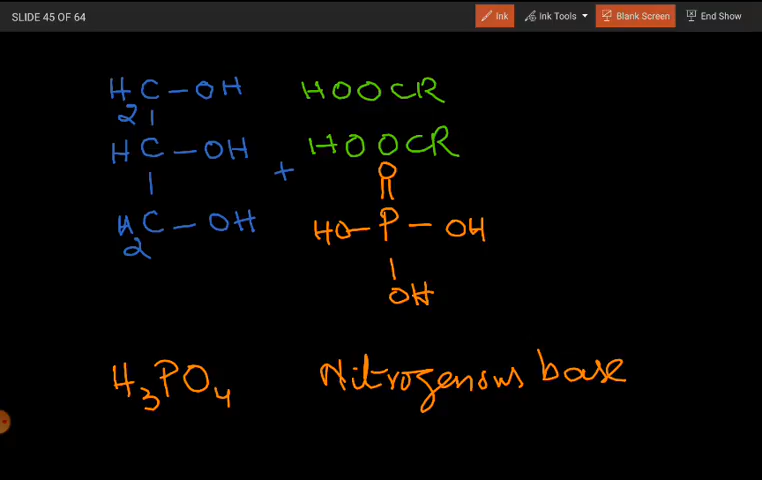 SLIDE 45 OF 64 Ink Ink Tools Blank Screen End Show
H2C – OH HOOCR
HC – OH + HOOCR
O
H2C – OH HO – P – OH
OH
H3PO4 Nitrogenous base